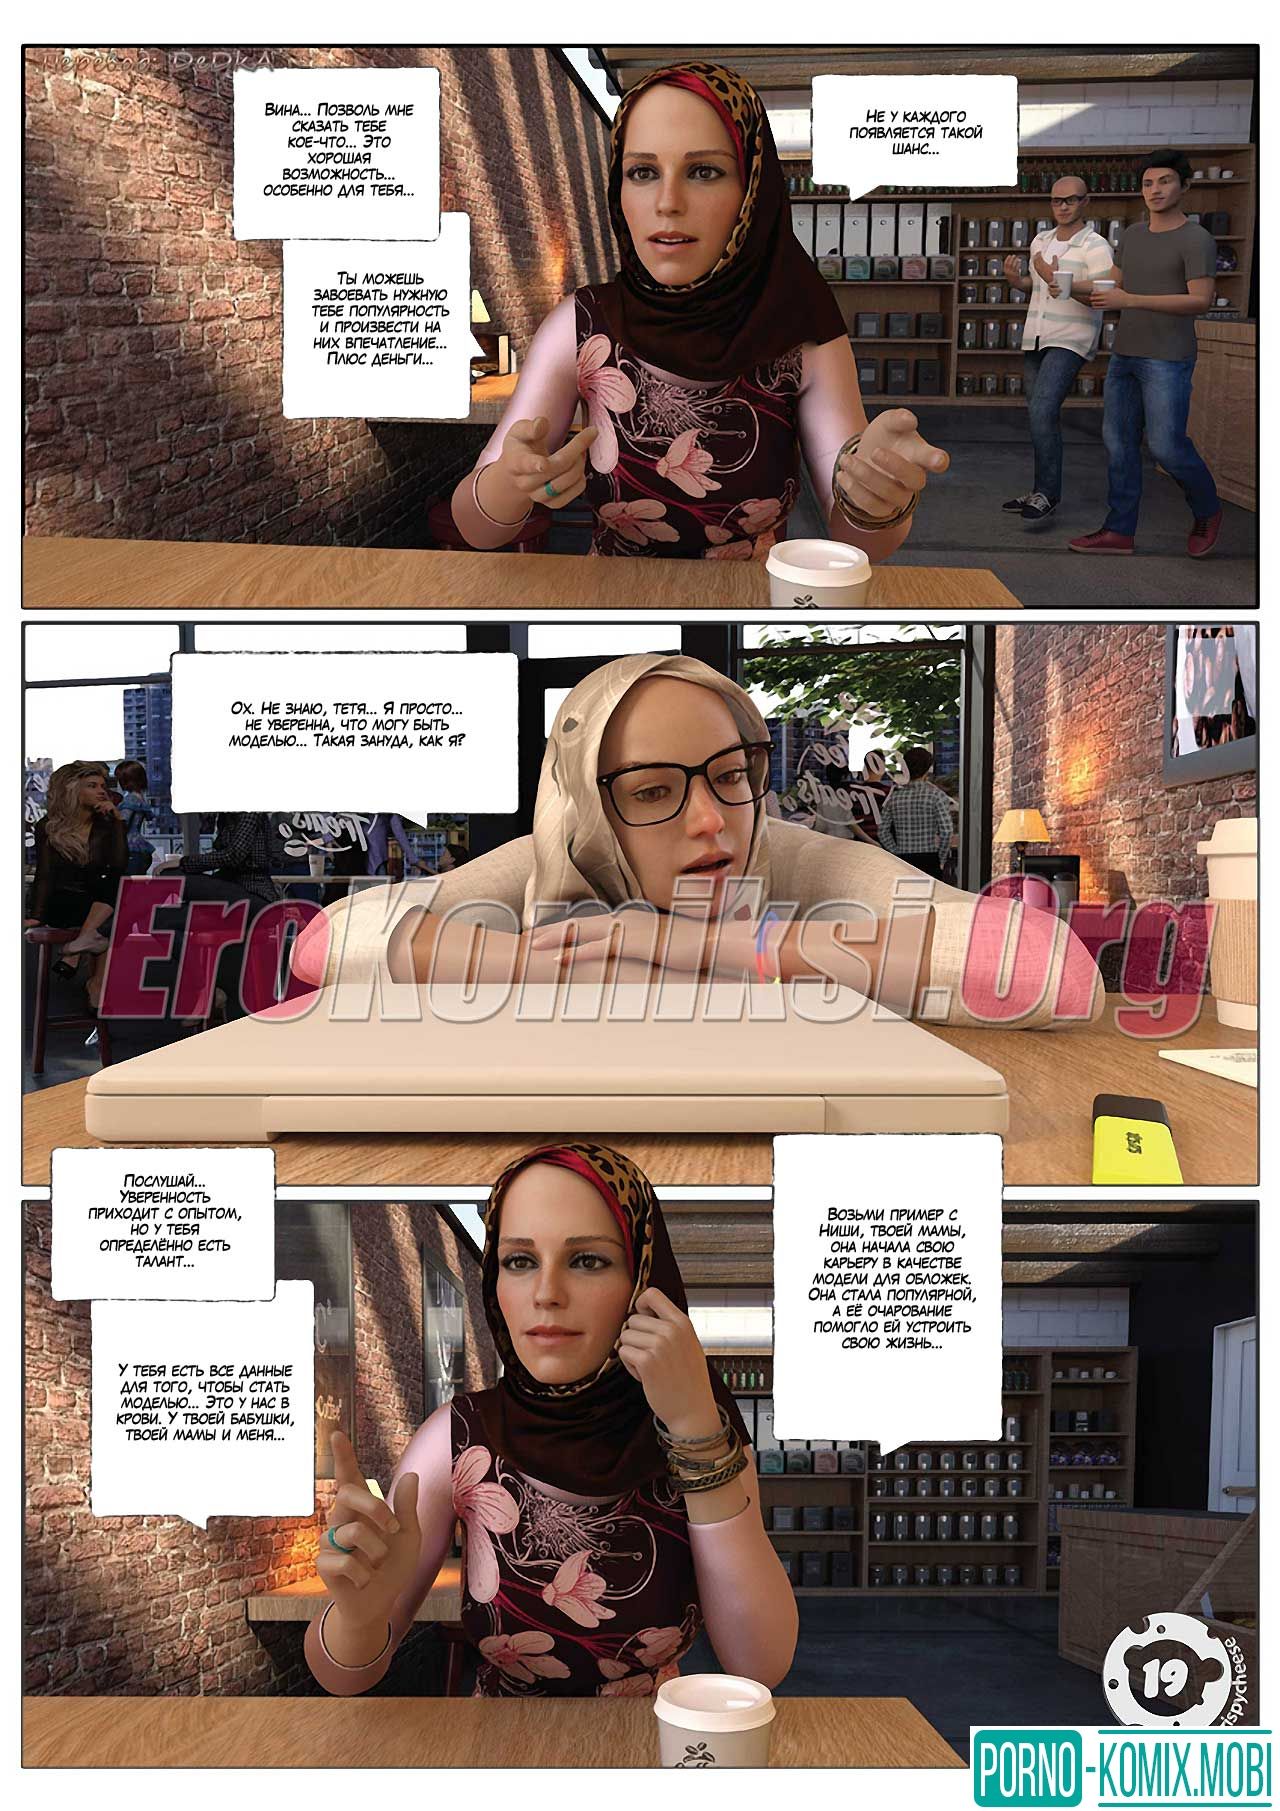 Перевод: DeDkA
Вина... Позволь мне
сказать тебе
кое-что... Это
хорошая
возможность...
особенно для тебя...
Не у каждого
появляется такой
шанс...
Ты можешь
завоевать нужную
тебе популярность
и произвести на
них впечатление...
Плюс деньги...
Ох. Не знаю, тетя... Я просто...
не уверенна, что могу быть
моделью... Такая зануда, как я?
Coffee
Treats
Treats
EroKomiksi.Org
Послушай...
Уверенность
приходит с опытом,
но у тебя
определённо есть
талант...
Возьми пример с
Ниши, твоей мамы,
она начала свою
карьеру в качестве
модели для обложек.
Она стала популярной,
а её очарование
помогло ей устроить
свою жизнь...
У тебя есть все данные
для того, чтобы стать
моделью... Это у нас в
крови. У твоей бабушки,
твоей мамы и меня...
19
rispycheese
PORNO-KOMIX.MOBI